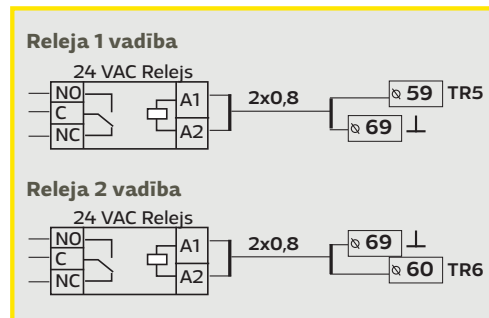 Releja 1 vadība
24 VAC Relejs
NO
C
NC
A1
A2
2x0,8
⌀ 59 TR5
⌀ 69 ⊥
Releja 2 vadība
24 VAC Relejs
NO
C
NC
A1
A2
2x0,8
⌀ 69 ⊥
⌀ 60 TR6